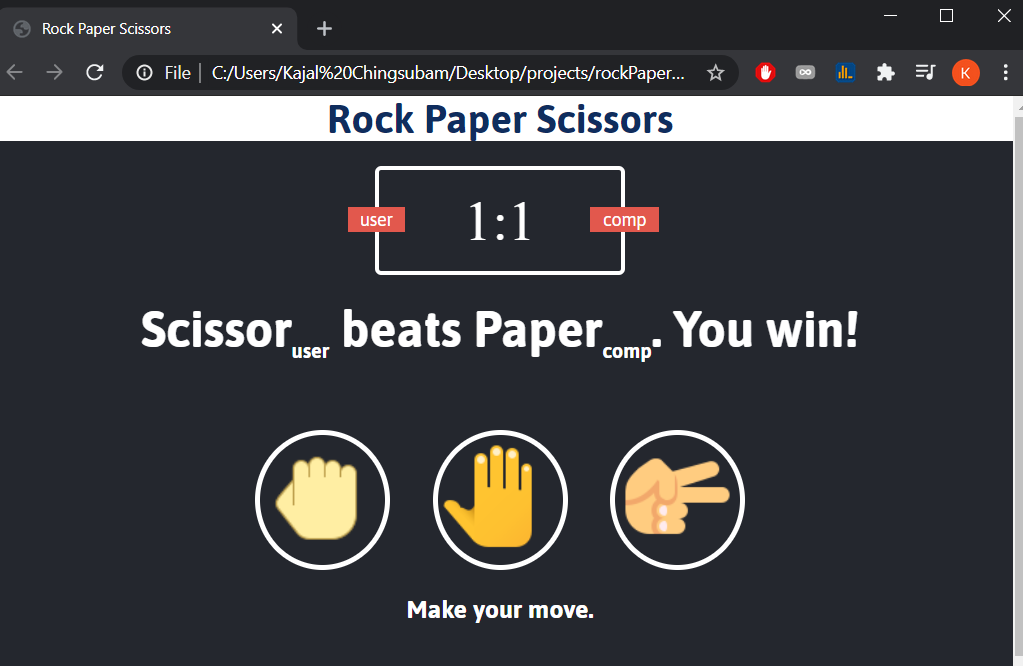 Rock Paper Scissors
File | C:/Users/Kajal%20Chingsubam/Desktop/projects/rockPaper...
K
Rock Paper Scissors
user 1:1 comp
Scissor user beats Paper comp. You win!
Make your move.